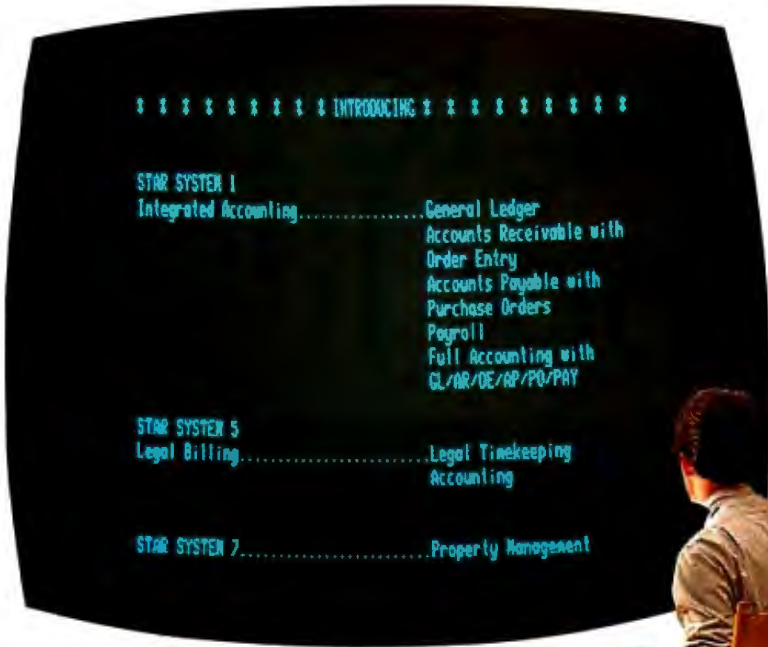 * * * * * * * * * INTRODUCING * * * * * * * * *
STAR SYSTEM 1
Integrated Accounting.................General Ledger
Accounts Receivable with
Order Entry
Accounts Payable with
Purchase Orders
Payroll
Full Accounting with
GL/AR/OE/AP/PO/PAY
STAR SYSTEM 5
Legal Billing.........................Legal Timekeeping
Accounting
STAR SYSTEM 7.........................Property Management